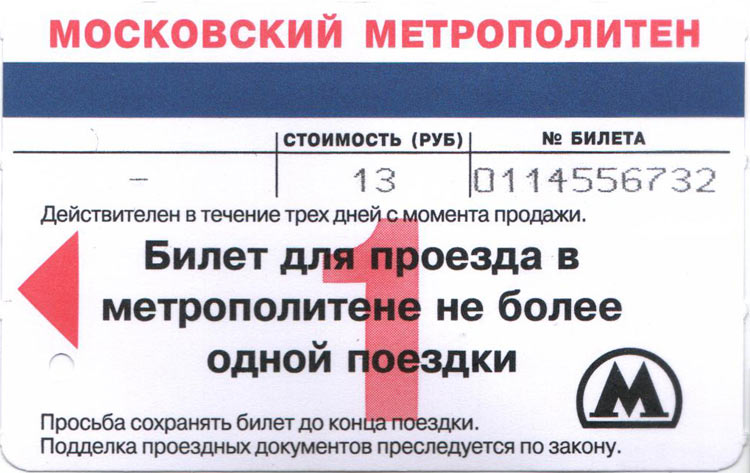 МОСКОВСКИЙ МЕТРОПОЛИТЕН
СТОИМОСТЬ (РУБ) № БИЛЕТА
– 13 0114556732
Действителен в течение трех дней с момента продажи.
1
Билет для проезда в
метрополитене не более
одной поездки
М
Просьба сохранять билет до конца поездки.
Подделка проездных документов преследуется по закону.